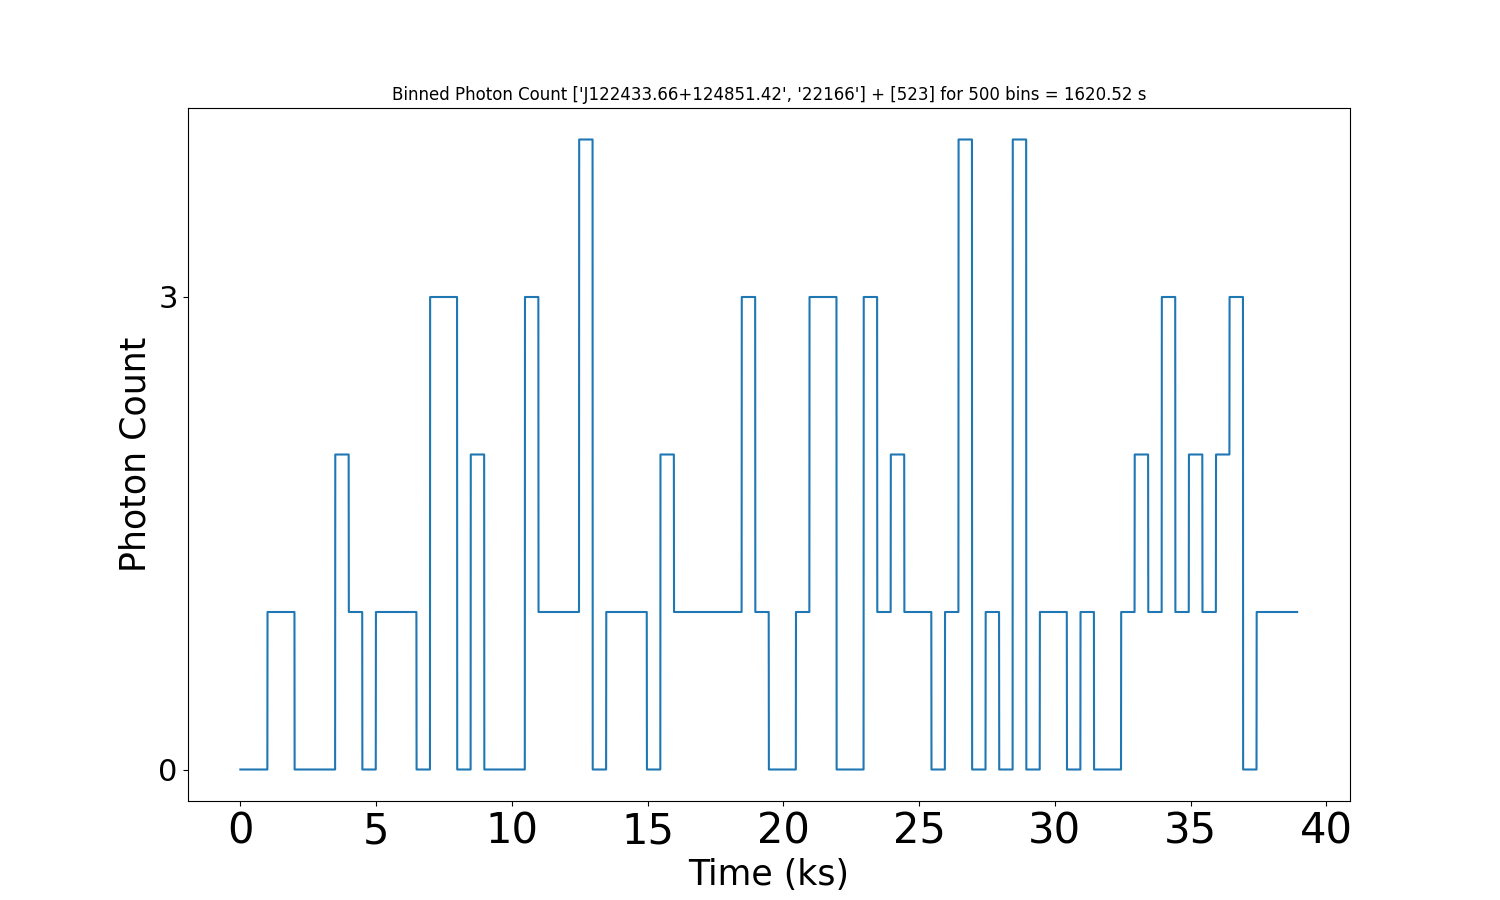 Binned Photon Count ['J122433.66+124851.42', '22166'] + [523] for 500 bins = 1620.52 s
Photon Count
3
0
0 5 10 15 20 25 30 35 40
Time (ks)